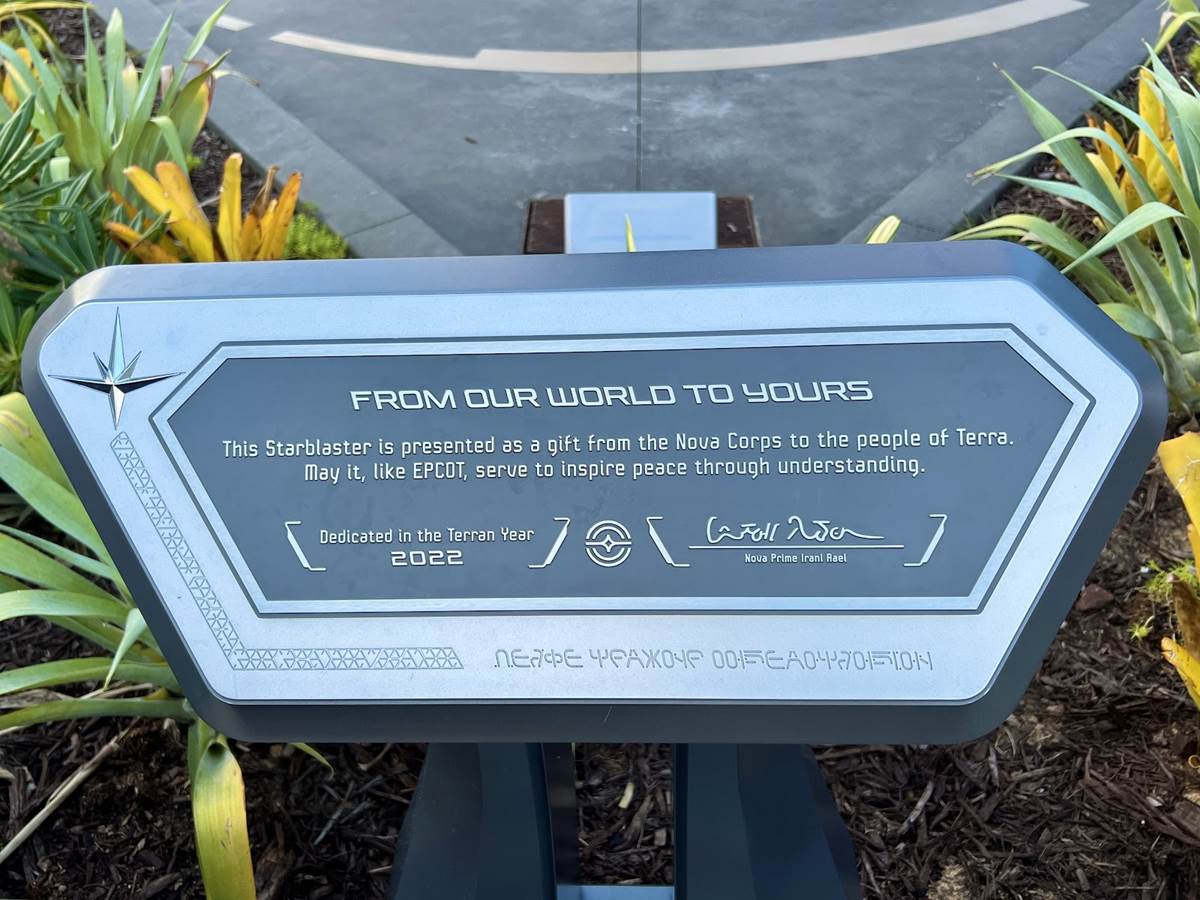 FROM OUR WORLD TO YOURS
This Starblaster is presented as a gift from the Nova Corps to the people of Terra.
May it, like EPCOT, serve to inspire peace through understanding.
Dedicated in the Terran Year
2022
Nova Prime Irani Rael